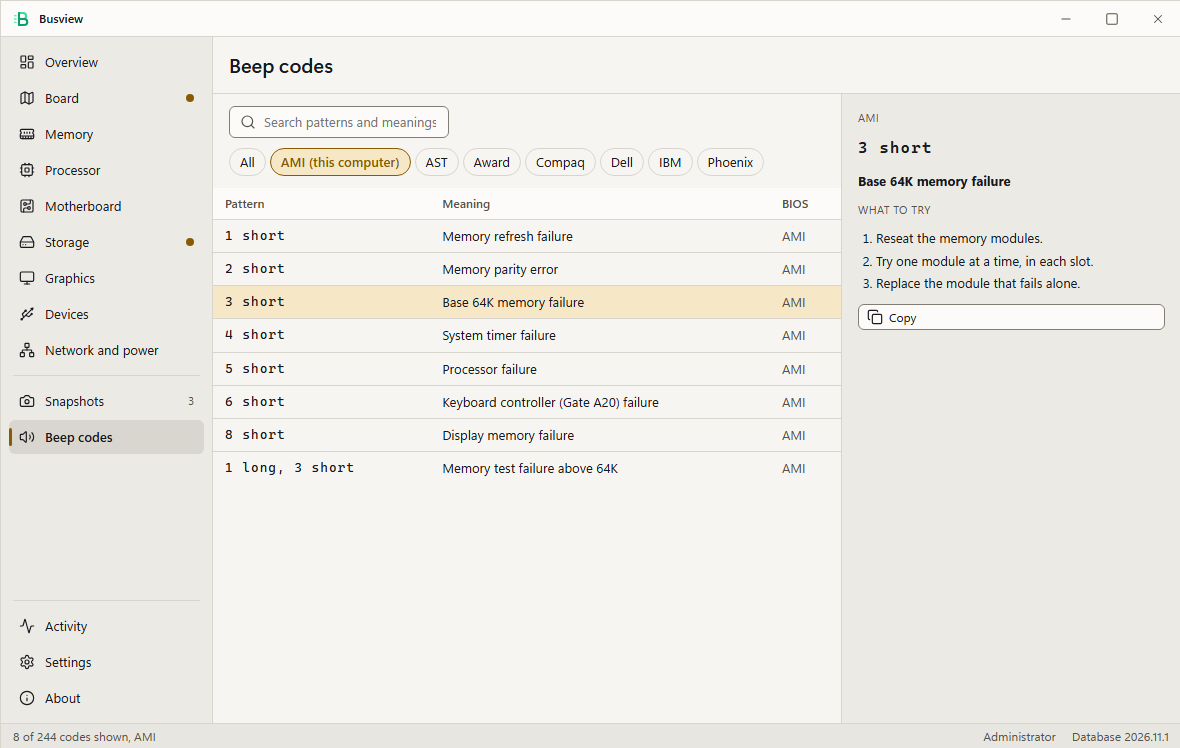 Busview
Overview
Board
Memory
Processor
Motherboard
Storage
Graphics
Devices
Network and power
Snapshots 3
Beep codes
Activity
Settings
About
Beep codes
Search patterns and meanings
All AMI (this computer) AST Award Compaq Dell IBM Phoenix
Pattern Meaning BIOS
1 short Memory refresh failure AMI
2 short Memory parity error AMI
3 short Base 64K memory failure AMI
4 short System timer failure AMI
5 short Processor failure AMI
6 short Keyboard controller (Gate A20) failure AMI
8 short Display memory failure AMI
1 long, 3 short Memory test failure above 64K AMI
AMI
3 short
Base 64K memory failure
WHAT TO TRY
1. Reseat the memory modules.
2. Try one module at a time, in each slot.
3. Replace the module that fails alone.
Copy
8 of 244 codes shown, AMI
Administrator Database 2026.11.1